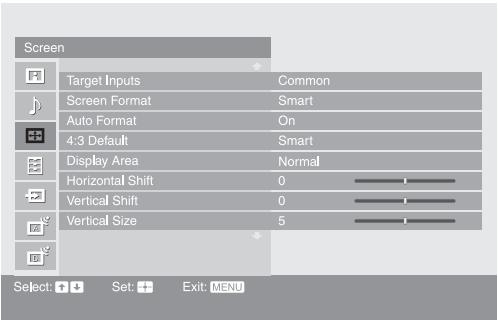 Screen
Target Inputs Common
Screen Format Smart
Auto Format On
4:3 Default Smart
Display Area Normal
Horizontal Shift 0
Vertical Shift 0
Vertical Size 5
Select: Set: Exit: MENU